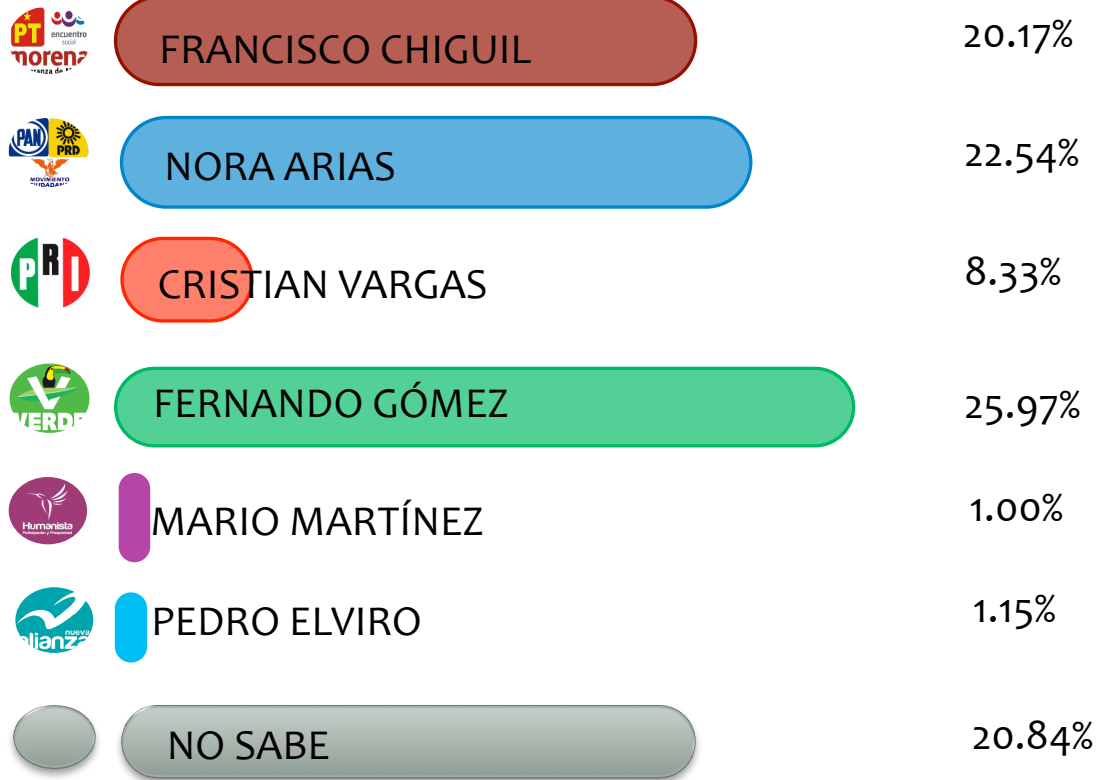 PT
encuentro
social
morena
FRANCISCO CHIGUIL
20.17%
PAN
PRD
MOVIMIENTO
CIUDADANO
NORA ARIAS
22.54%
PRI
CRISTIAN VARGAS
8.33%
VERDE
FERNANDO GÓMEZ
25.97%
Humanista
MARIO MARTÍNEZ
1.00%
nueva
alianza
PEDRO ELVIRO
1.15%
NO SABE
20.84%